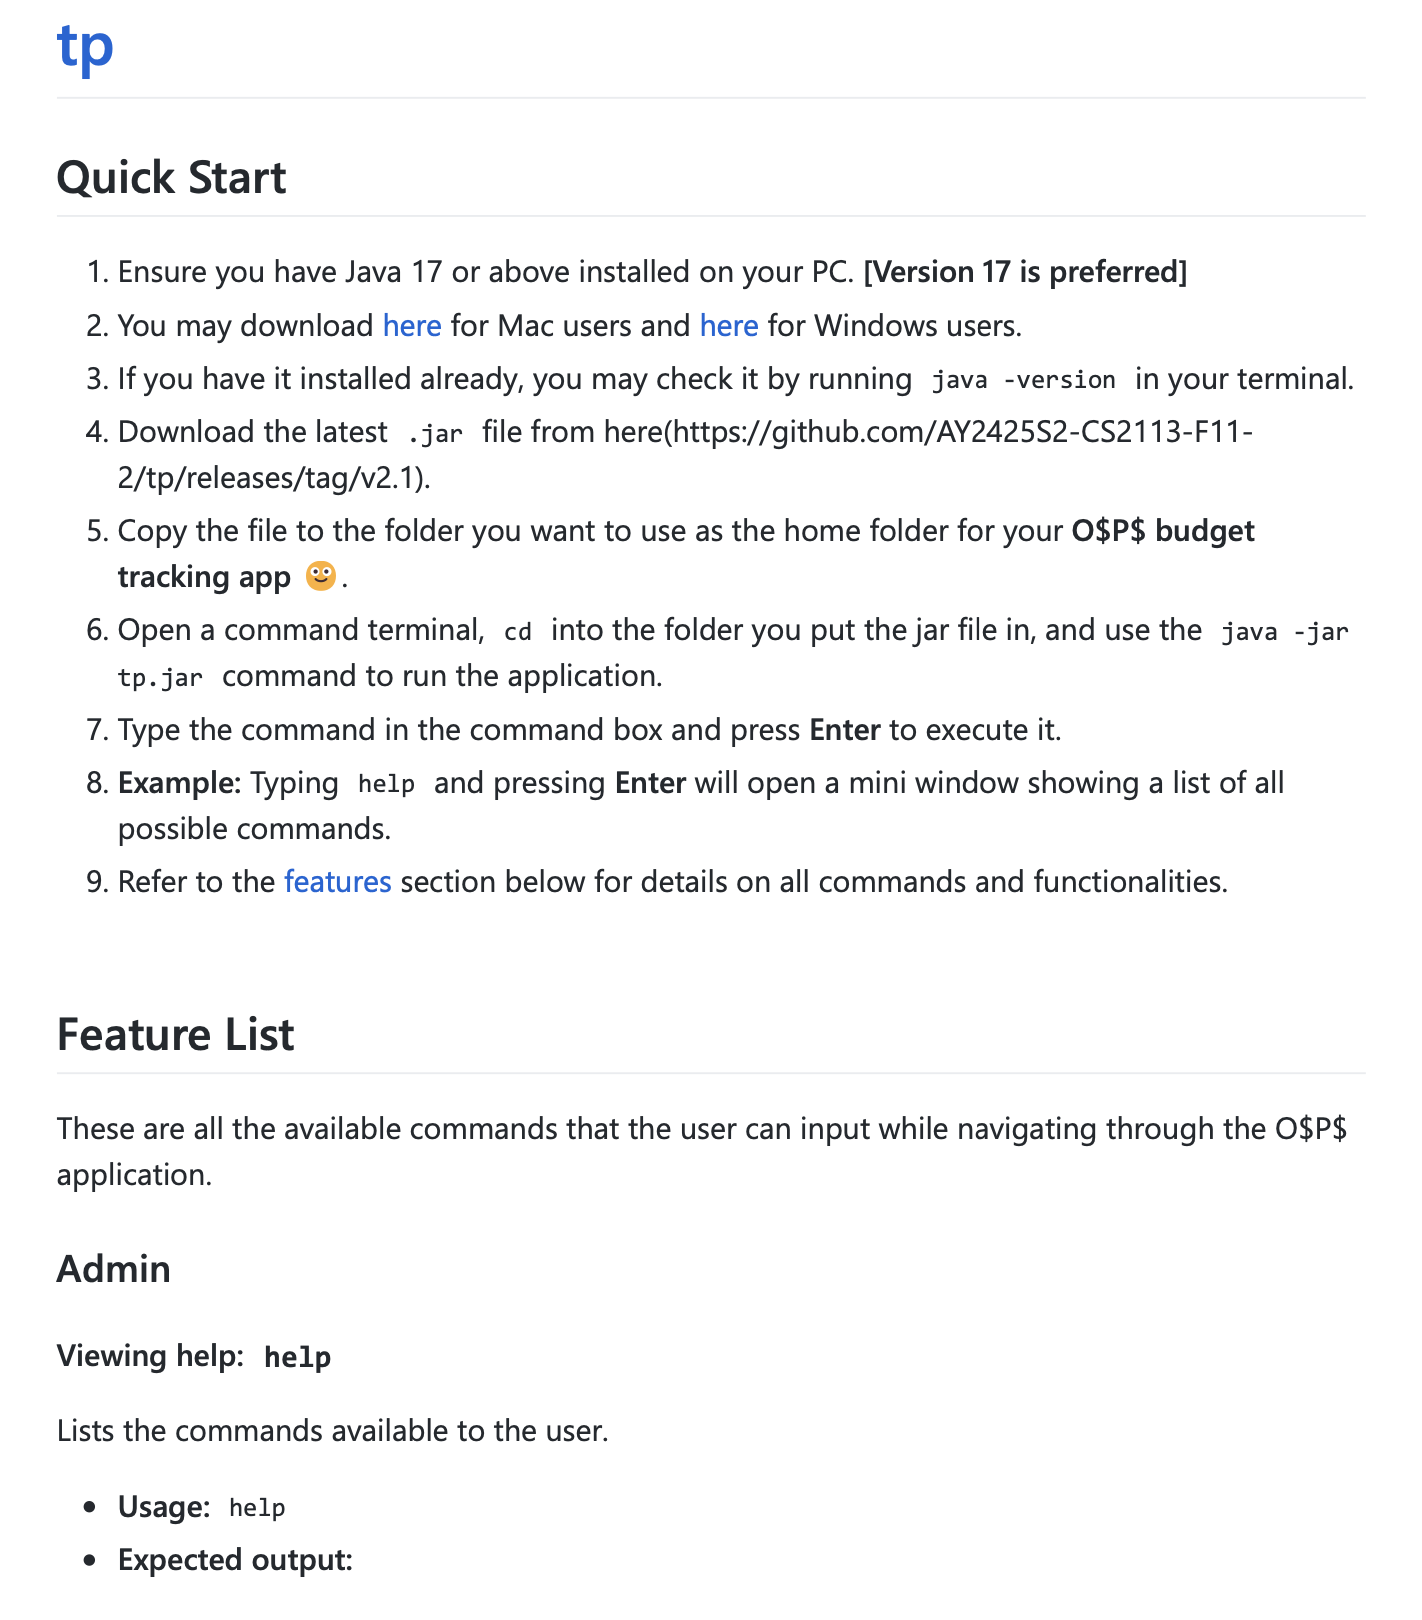 tp
Quick Start
1. Ensure you have Java 17 or above installed on your PC. [Version 17 is preferred]
2. You may download here for Mac users and here for Windows users.
3. If you have it installed already, you may check it by running java -version in your terminal.
4. Download the latest .jar file from here(https://github.com/AY2425S2-CS2113-F11-
2/tp/releases/tag/v2.1).
5. Copy the file to the folder you want to use as the home folder for your O$P$ budget
tracking app 🙂.
6. Open a command terminal, cd into the folder you put the jar file in, and use the java -jar
tp.jar command to run the application.
7. Type the command in the command box and press Enter to execute it.
8. Example: Typing help and pressing Enter will open a mini window showing a list of all
possible commands.
9. Refer to the features section below for details on all commands and functionalities.
Feature List
These are all the available commands that the user can input while navigating through the O$P$
application.
Admin
Viewing help: help
Lists the commands available to the user.
• Usage: help
• Expected output: